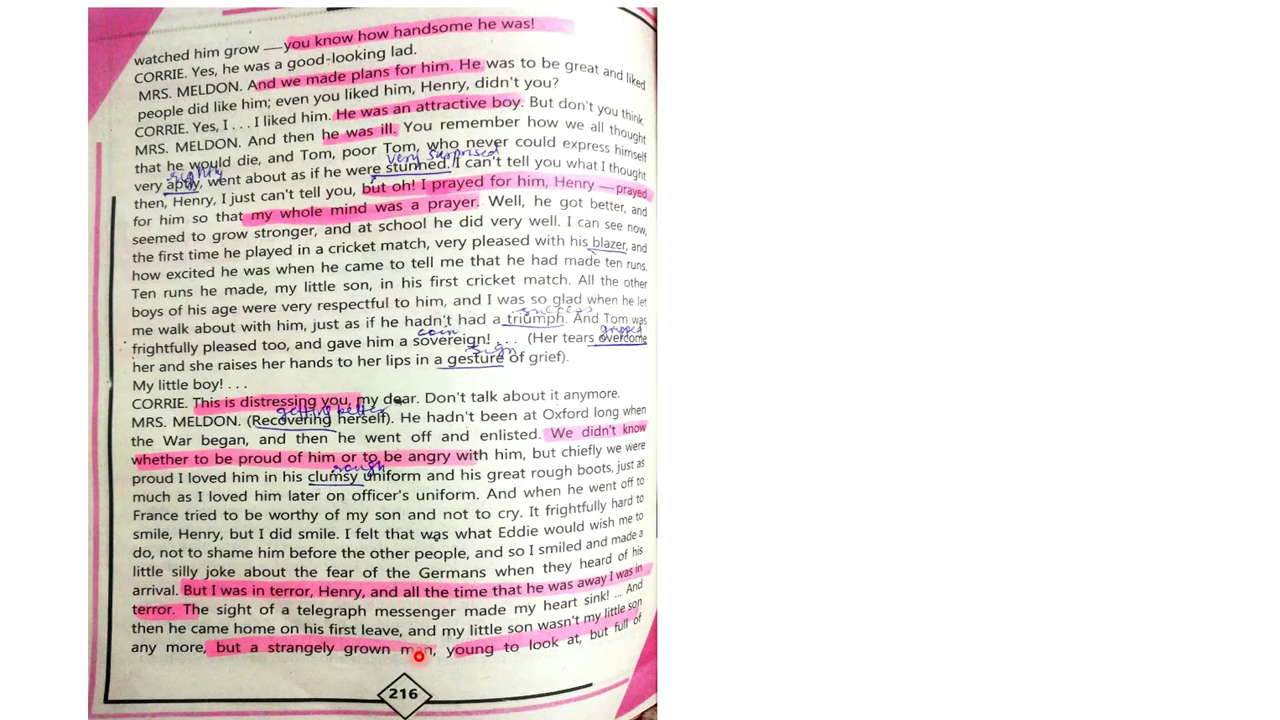 watched him grow —you know how handsome he was!
CORRIE. Yes, he was a good-looking lad.
MRS. MELDON. And we made plans for him. He was to be great and liked
people did like him; even you liked him, Henry, didn't you?
CORRIE. Yes, I . . . I liked him. He was an attractive boy. But don't you think,
MRS. MELDON. And then he was ill. You remember how we all thought
that he would die, and Tom, poor Tom, who never could express himself
rightly very surprised
very aptly, went about as if he were stunned. I can't tell you what I thought
then, Henry, I just can't tell you, but oh! I prayed for him, Henry —prayed
for him so that my whole mind was a prayer. Well, he got better, and
seemed to grow stronger, and at school he did very well. I can see now,
the first time he played in a cricket match, very pleased with his blazer, and
how excited he was when he came to tell me that he had made ten runs.
Ten runs he made, my little son, in his first cricket match. All the other
boys of his age were very respectful to him, and I was so glad when he let
success
me walk about with him, just as if he hadn't had a triumph. And Tom was
coin gripped
frightfully pleased too, and gave him a sovereign! . . . (Her tears overcome
sign
her and she raises her hands to her lips in a gesture of grief).
My little boy! . . .
CORRIE. This is distressing you, my dear. Don't talk about it anymore.
getting better
MRS. MELDON. (Recovering herself). He hadn't been at Oxford long when
the War began, and then he went off and enlisted. We didn't know
whether to be proud of him or to be angry with him, but chiefly we were
rough
proud I loved him in his clumsy uniform and his great rough boots, just as
much as I loved him later on officer's uniform. And when he went off to
France tried to be worthy of my son and not to cry. It frightfully hard to
smile, Henry, but I did smile. I felt that was what Eddie would wish me to
do, not to shame him before the other people, and so I smiled and made a
little silly joke about the fear of the Germans when they heard of his
arrival. But I was in terror, Henry, and all the time that he was away I was in
terror. The sight of a telegraph messenger made my heart sink! ... And
then he came home on his first leave, and my little son wasn't my little son
any more, but a strangely grown man, young to look at, but full of
216